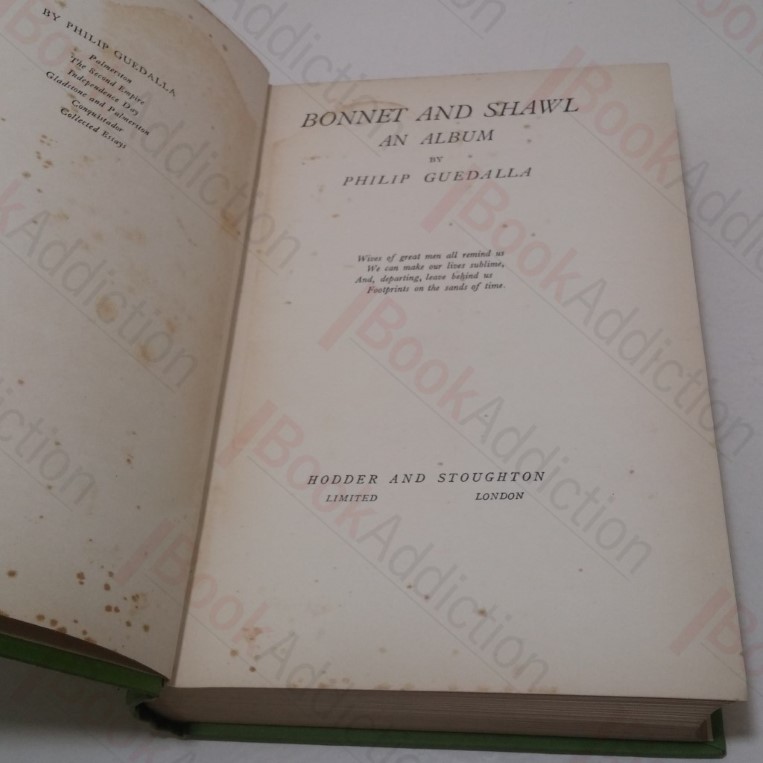 BY PHILIP GUEDALLA
Palmerston
The Second Empire
Independence Day
Gladstone and Palmerston
Conquistador
Collected Essays
BONNET AND SHAWL
AN ALBUM
BY
PHILIP GUEDALLA
Wives of great men all remind us
We can make our lives sublime,
And, departing, leave behind us
Footprints on the sands of time.
HODDER AND STOUGHTON
LIMITED LONDON
BookAddiction